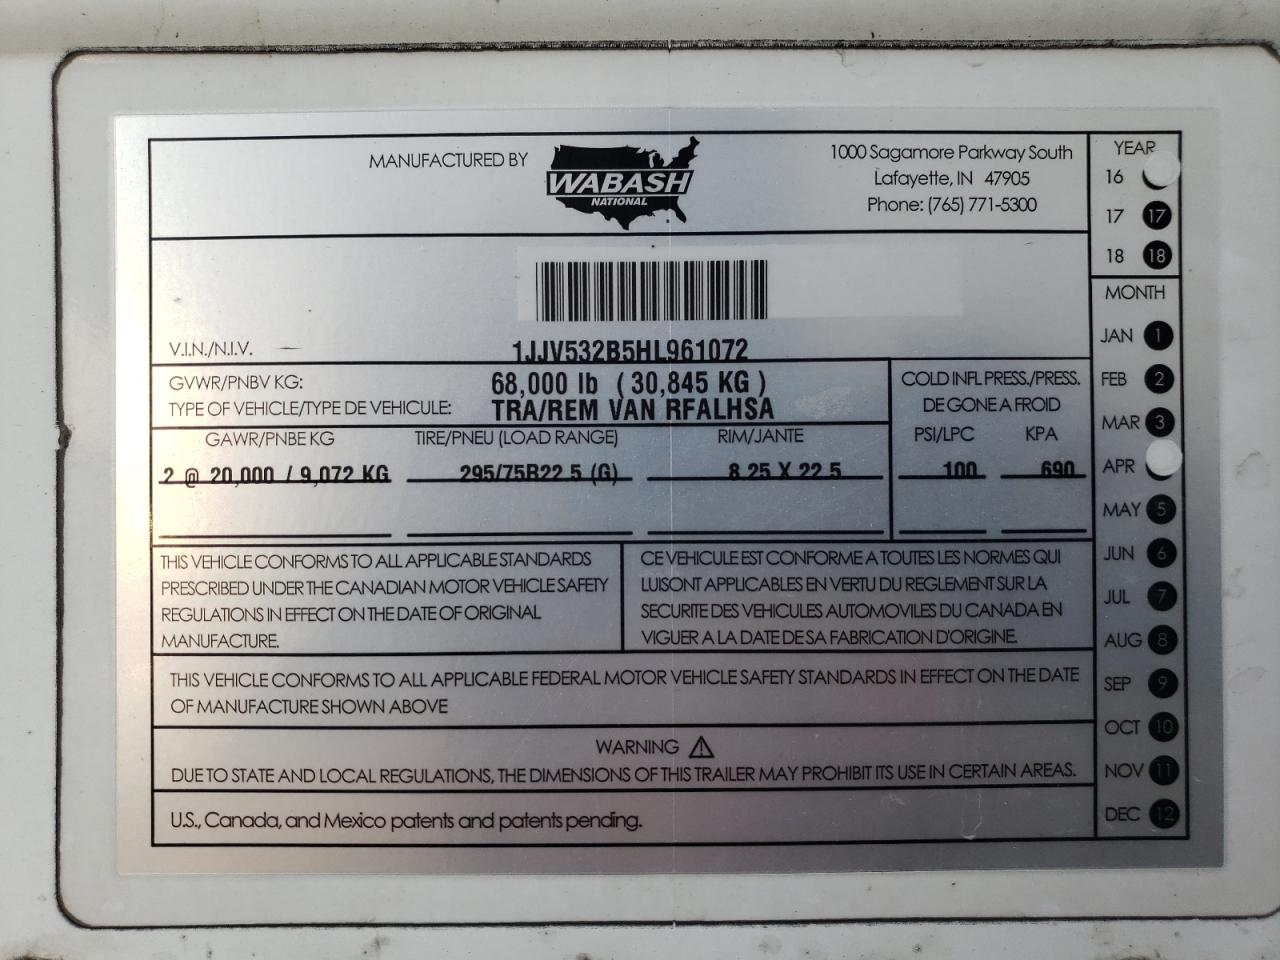 MANUFACTURED BY
WABASH
NATIONAL
1000 Sagamore Parkway South
Lafayette, IN 47905
Phone: (765) 771-5300
V.I.N./N.I.V.
1JJV532B5HL961072
GVWR/PNBV KG: 68,000 lb ( 30,845 KG )
TYPE OF VEHICLE/TYPE DE VEHICULE: TRA/REM VAN RFALHSA
COLD INFL PRESS./PRESS.
DE GONE A FROID
GAWR/PNBE KG TIRE/PNEU (LOAD RANGE) RIM/JANTE PSI/LPC KPA
2 @ 20,000 / 9,072 KG 295/75R22.5 (G) 8.25 X 22.5 100 690
THIS VEHICLE CONFORMS TO ALL APPLICABLE STANDARDS
PRESCRIBED UNDER THE CANADIAN MOTOR VEHICLE SAFETY
REGULATIONS IN EFFECT ON THE DATE OF ORIGINAL
MANUFACTURE.
CE VEHICULE EST CONFORME A TOUTES LES NORMES QUI
LUISONT APPLICABLES EN VERTU DU REGLEMENT SUR LA
SECURITE DES VEHICULES AUTOMOVILES DU CANADA EN
VIGUER A LA DATE DE SA FABRICATION D'ORIGINE.
THIS VEHICLE CONFORMS TO ALL APPLICABLE FEDERAL MOTOR VEHICLE SAFETY STANDARDS IN EFFECT ON THE DATE
OF MANUFACTURE SHOWN ABOVE
WARNING
DUE TO STATE AND LOCAL REGULATIONS, THE DIMENSIONS OF THIS TRAILER MAY PROHIBIT ITS USE IN CERTAIN AREAS.
U.S., Canada, and Mexico patents and patents pending.
YEAR
16
17 17
18 18
MONTH
JAN 1
FEB 2
MAR 3
APR
MAY 5
JUN 6
JUL 7
AUG 8
SEP 9
OCT 10
NOV 11
DEC 12